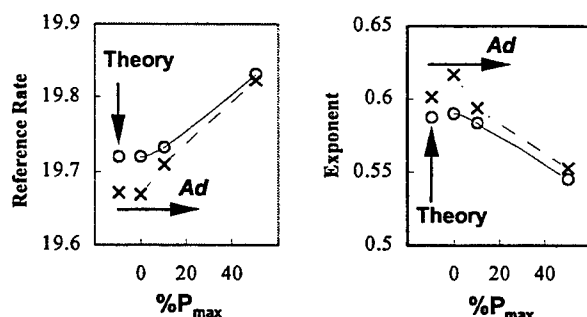 19.9
19.8
19.7
19.6
Reference Rate
Theory
Ad
0 20 40
%Pmax
0.65
0.6
0.55
0.5
Exponent
Ad
Theory
0 20 40
%Pmax